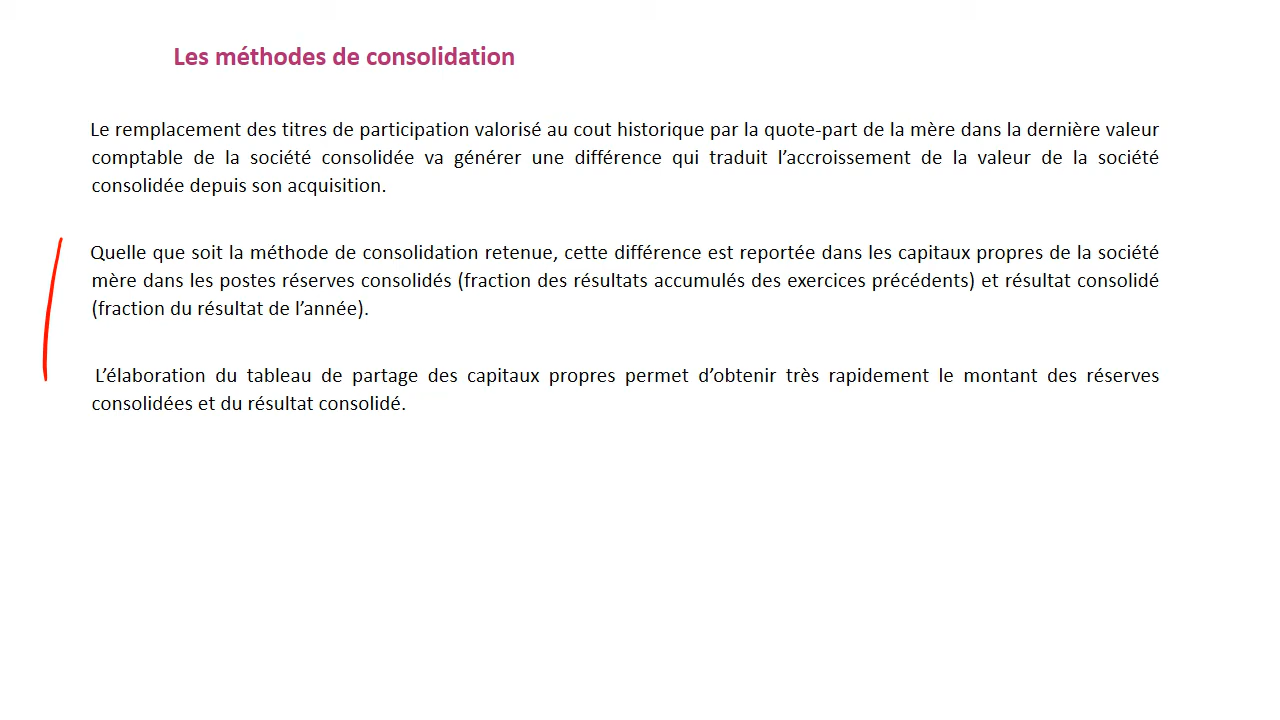 Les méthodes de consolidation
Le remplacement des titres de participation valorisé au cout historique par la quote-part de la mère dans la dernière valeur
comptable de la société consolidée va générer une différence qui traduit l’accroissement de la valeur de la société
consolidée depuis son acquisition.
Quelle que soit la méthode de consolidation retenue, cette différence est reportée dans les capitaux propres de la société
mère dans les postes réserves consolidés (fraction des résultats accumulés des exercices précédents) et résultat consolidé
(fraction du résultat de l’année).
L’élaboration du tableau de partage des capitaux propres permet d’obtenir très rapidement le montant des réserves
consolidées et du résultat consolidé.